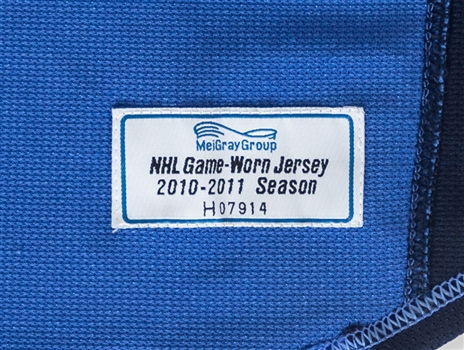 MeiGrayGroup
NHL Game-Worn Jersey
2010-2011 Season
H07914